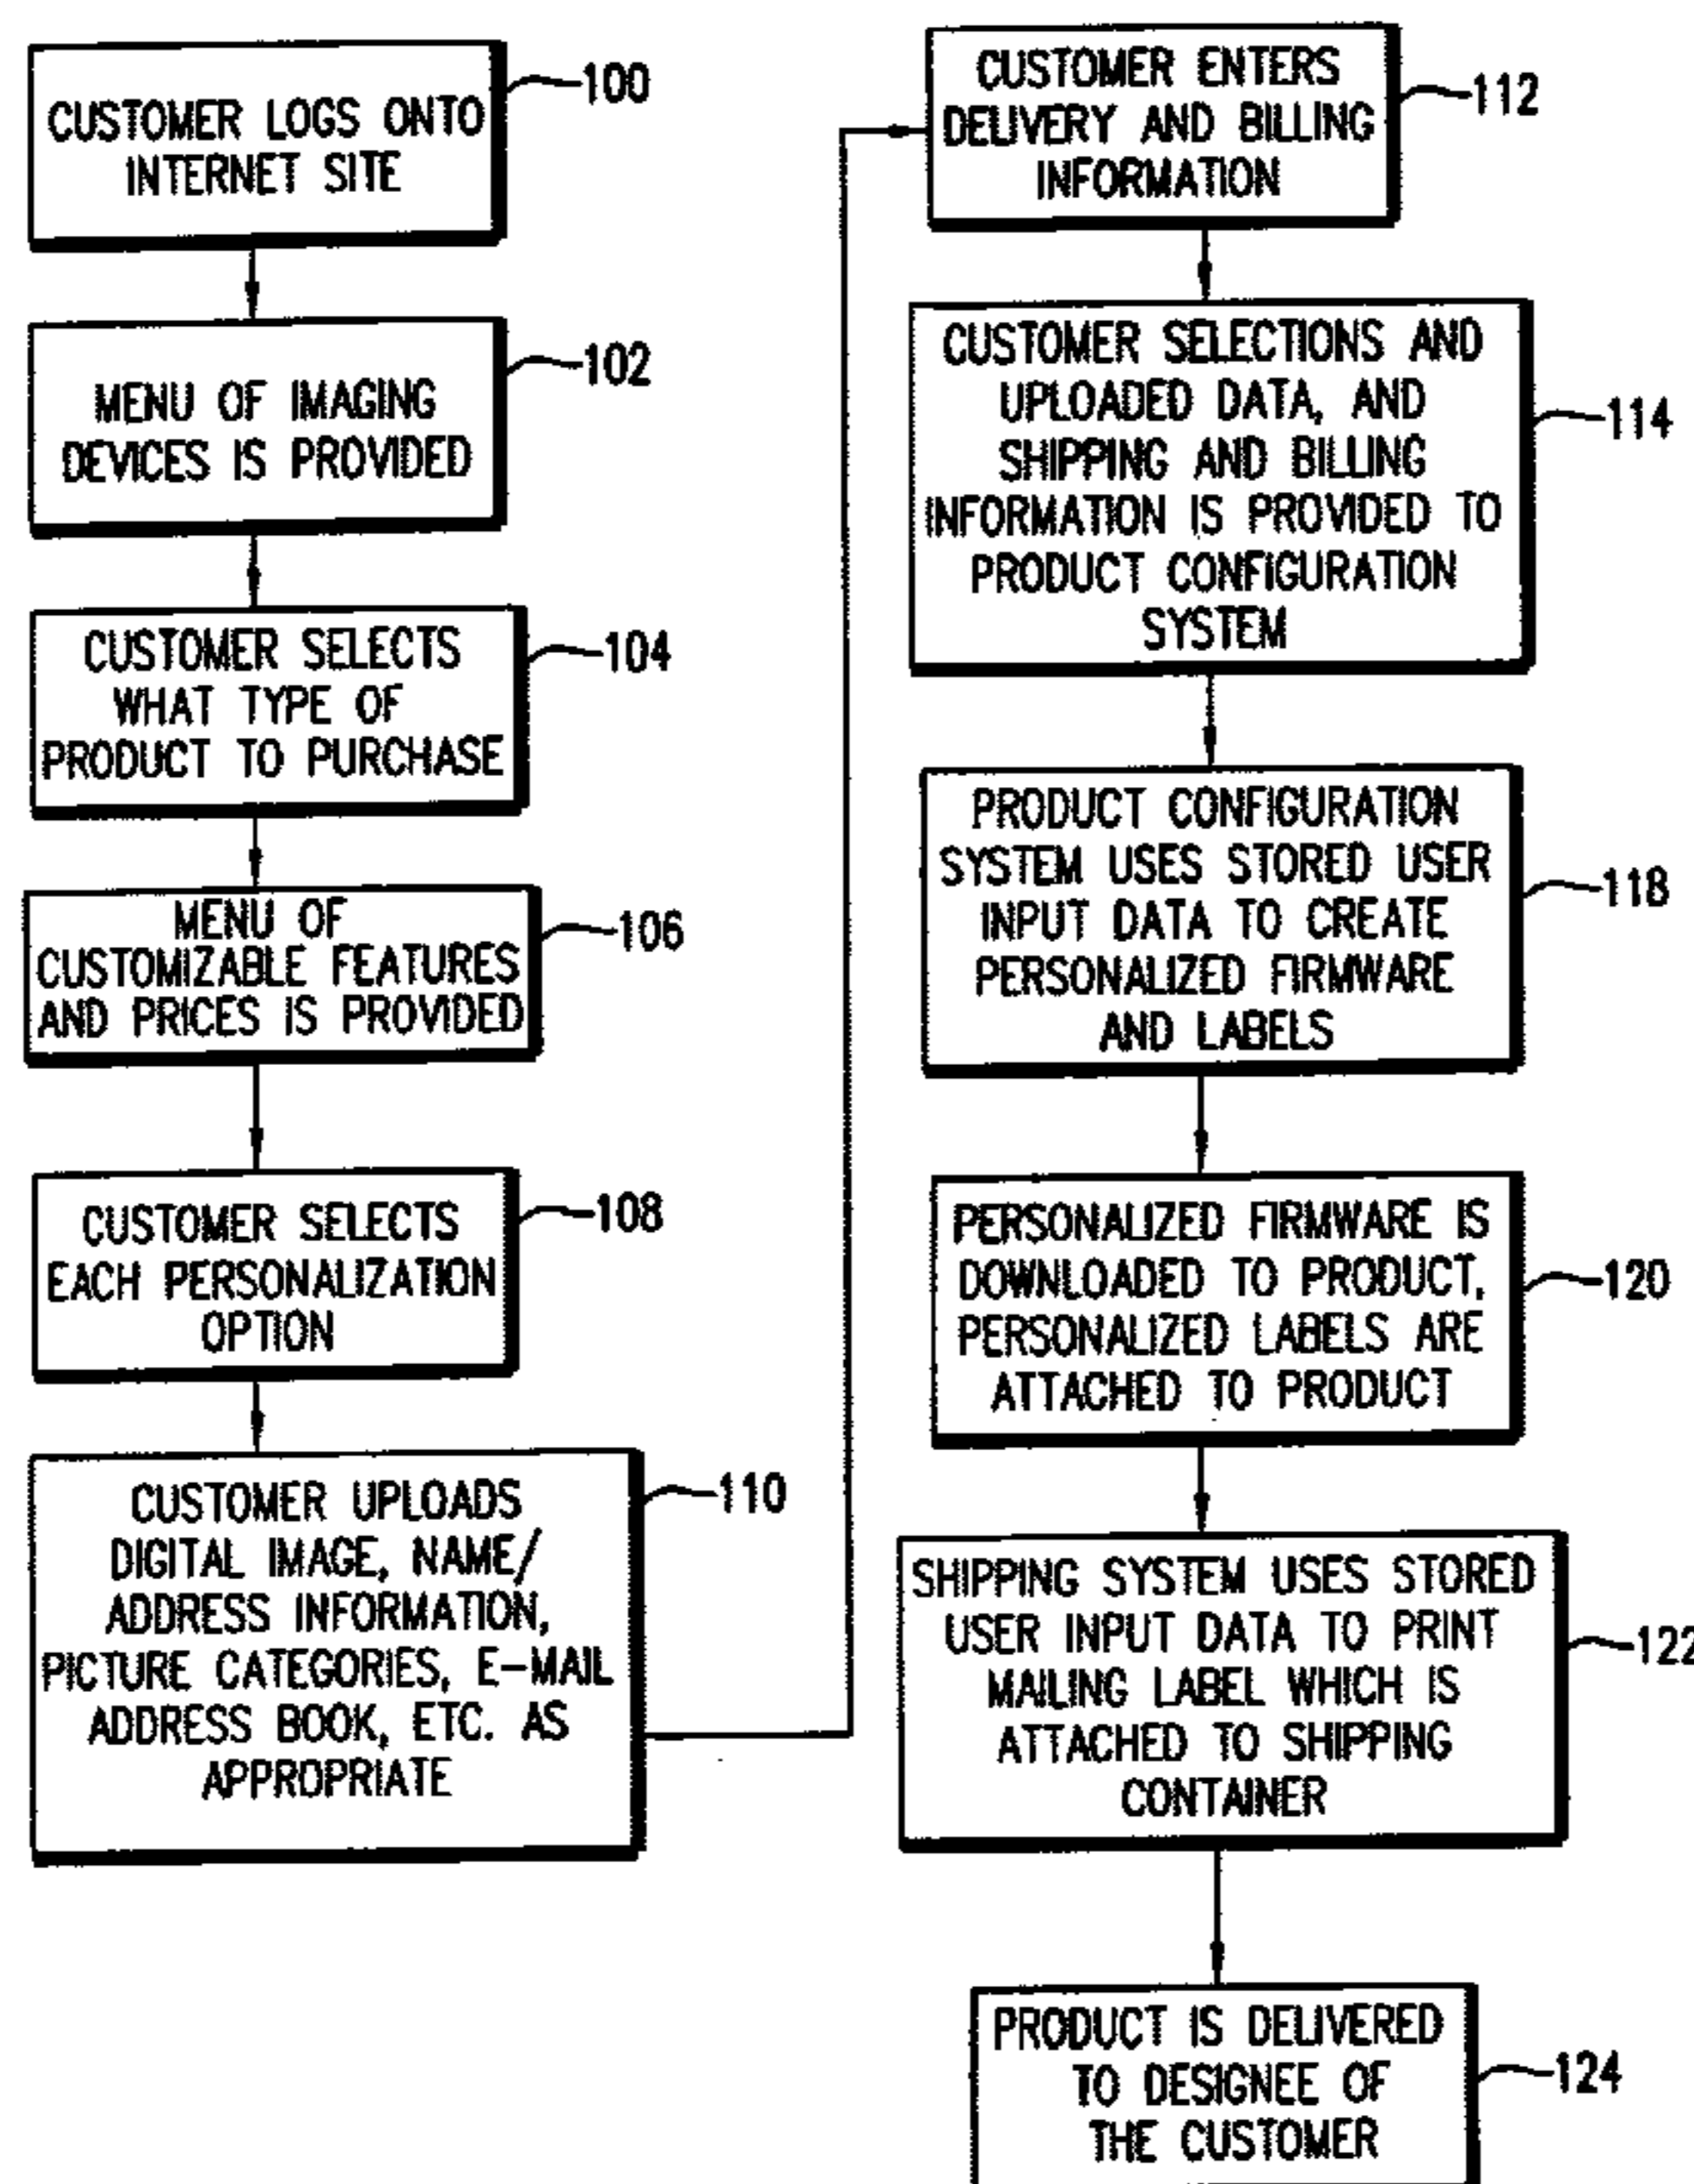 CUSTOMER LOGS ONTO
INTERNET SITE
100
MENU OF IMAGING
DEVICES IS PROVIDED
102
CUSTOMER SELECTS
WHAT TYPE OF
PRODUCT TO PURCHASE
104
MENU OF
CUSTOMIZABLE FEATURES
AND PRICES IS PROVIDED
106
CUSTOMER SELECTS
EACH PERSONALIZATION
OPTION
108
CUSTOMER UPLOADS
DIGITAL IMAGE, NAME/
ADDRESS INFORMATION,
PICTURE CATEGORIES, E-MAIL
ADDRESS BOOK, ETC. AS
APPROPRIATE
110
CUSTOMER ENTERS
DELIVERY AND BILLING
INFORMATION
112
CUSTOMER SELECTIONS AND
UPLOADED DATA, AND
SHIPPING AND BILLING
INFORMATION IS PROVIDED TO
PRODUCT CONFIGURATION
SYSTEM
114
PRODUCT CONFIGURATION
SYSTEM USES STORED USER
INPUT DATA TO CREATE
PERSONALIZED FIRMWARE
AND LABELS
118
PERSONALIZED FIRMWARE IS
DOWNLOADED TO PRODUCT,
PERSONALIZED LABELS ARE
ATTACHED TO PRODUCT
120
SHIPPING SYSTEM USES STORED
USER INPUT DATA TO PRINT
MAILING LABEL WHICH IS
ATTACHED TO SHIPPING
CONTAINER
122
PRODUCT IS DELIVERED
TO DESIGNEE OF
THE CUSTOMER
124